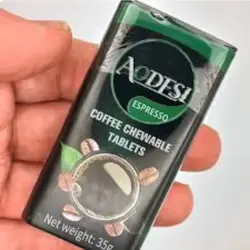 AODESI
ESPRESSO
COFFEE CHEWABLE
TABLETS
Net weight: 35g